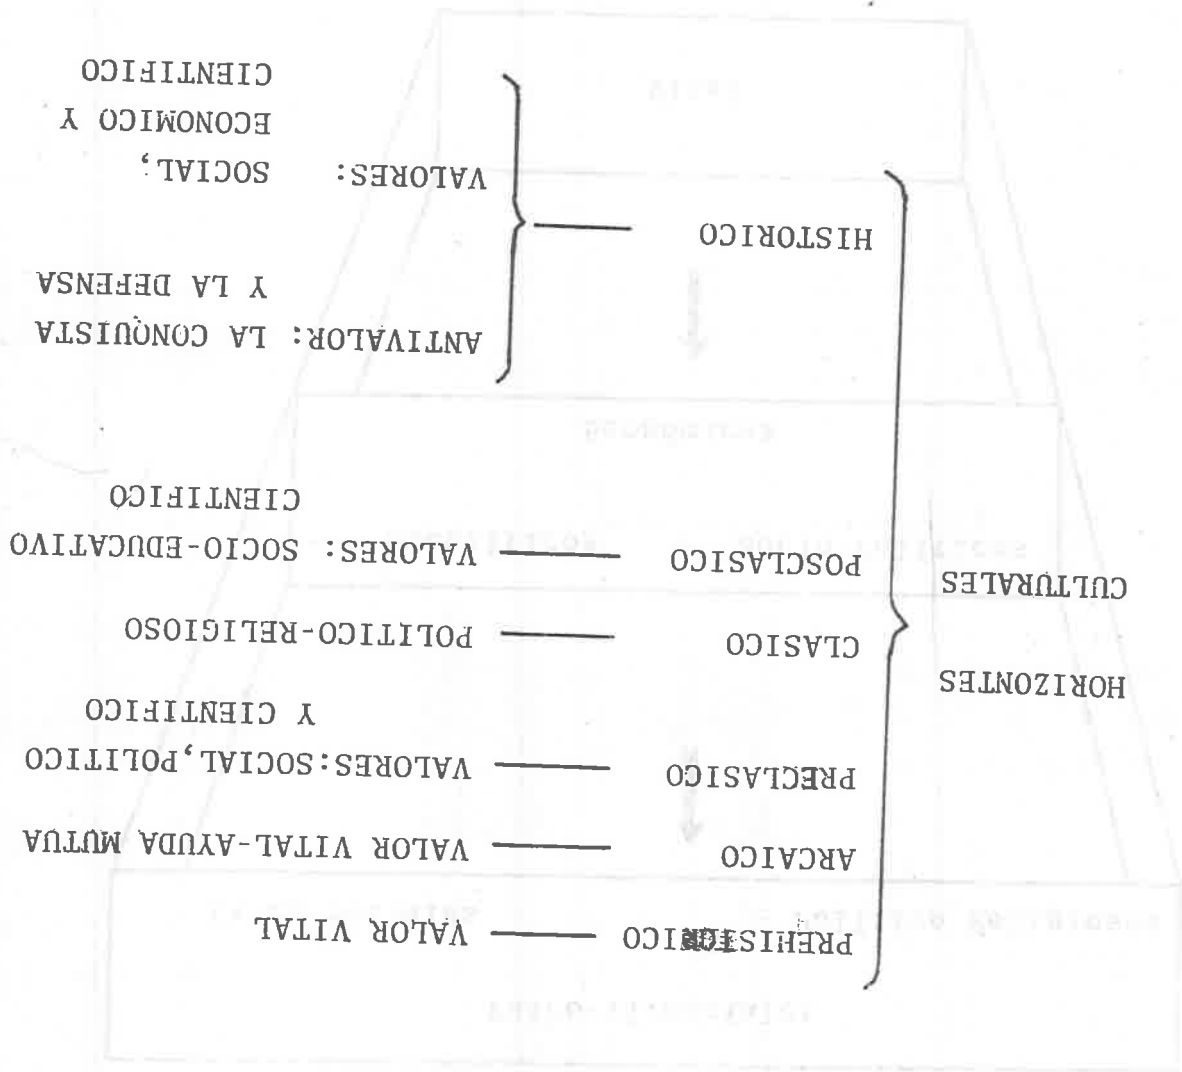 PREHISTORICO —— VALOR VITAL
ARCAICO —— VALOR VITAL-AYUDA MUTUA
PRECLASICO —— VALORES:SOCIAL,POLITICO
Y CIENTIFICO
HORIZONTES
CLASICO —— POLITICO-RELIGIOSO
CULTURALES
POSCLASICO —— VALORES: SOCIO-EDUCATIVO
CIENTIFICO
ANTIVALOR: LA CONQUISTA
Y LA DEFENSA
HISTORICO ——
VALORES: SOCIAL,
ECONOMICO Y
CIENTIFICO